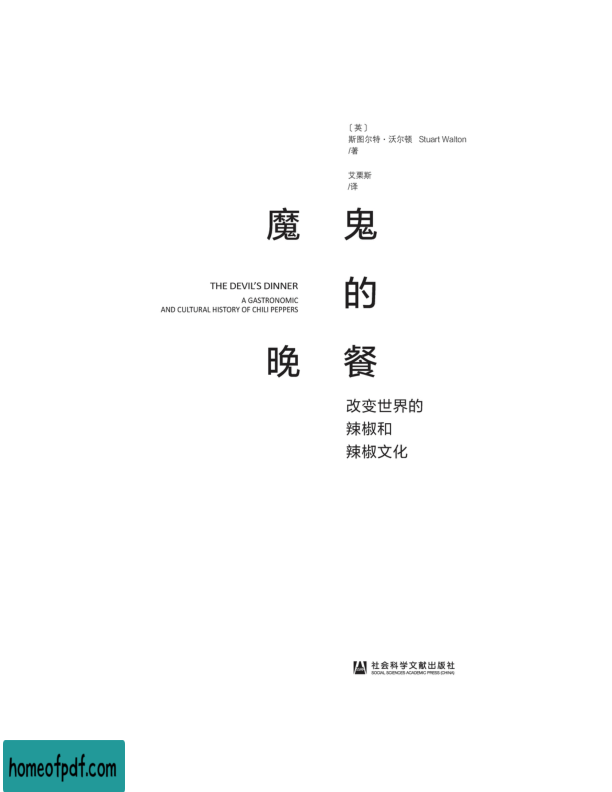 ［英］
斯图尔特·沃尔顿 Stuart Walton
/著
艾栗斯
/译
魔鬼
的
晚餐
THE DEVIL'S DINNER
A GASTRONOMIC
AND CULTURAL HISTORY OF CHILI PEPPERS
改变世界的
辣椒和
辣椒文化
社会科学文献出版社
SOCIAL SCIENCES ACADEMIC PRESS (CHINA)
homeofpdf.com